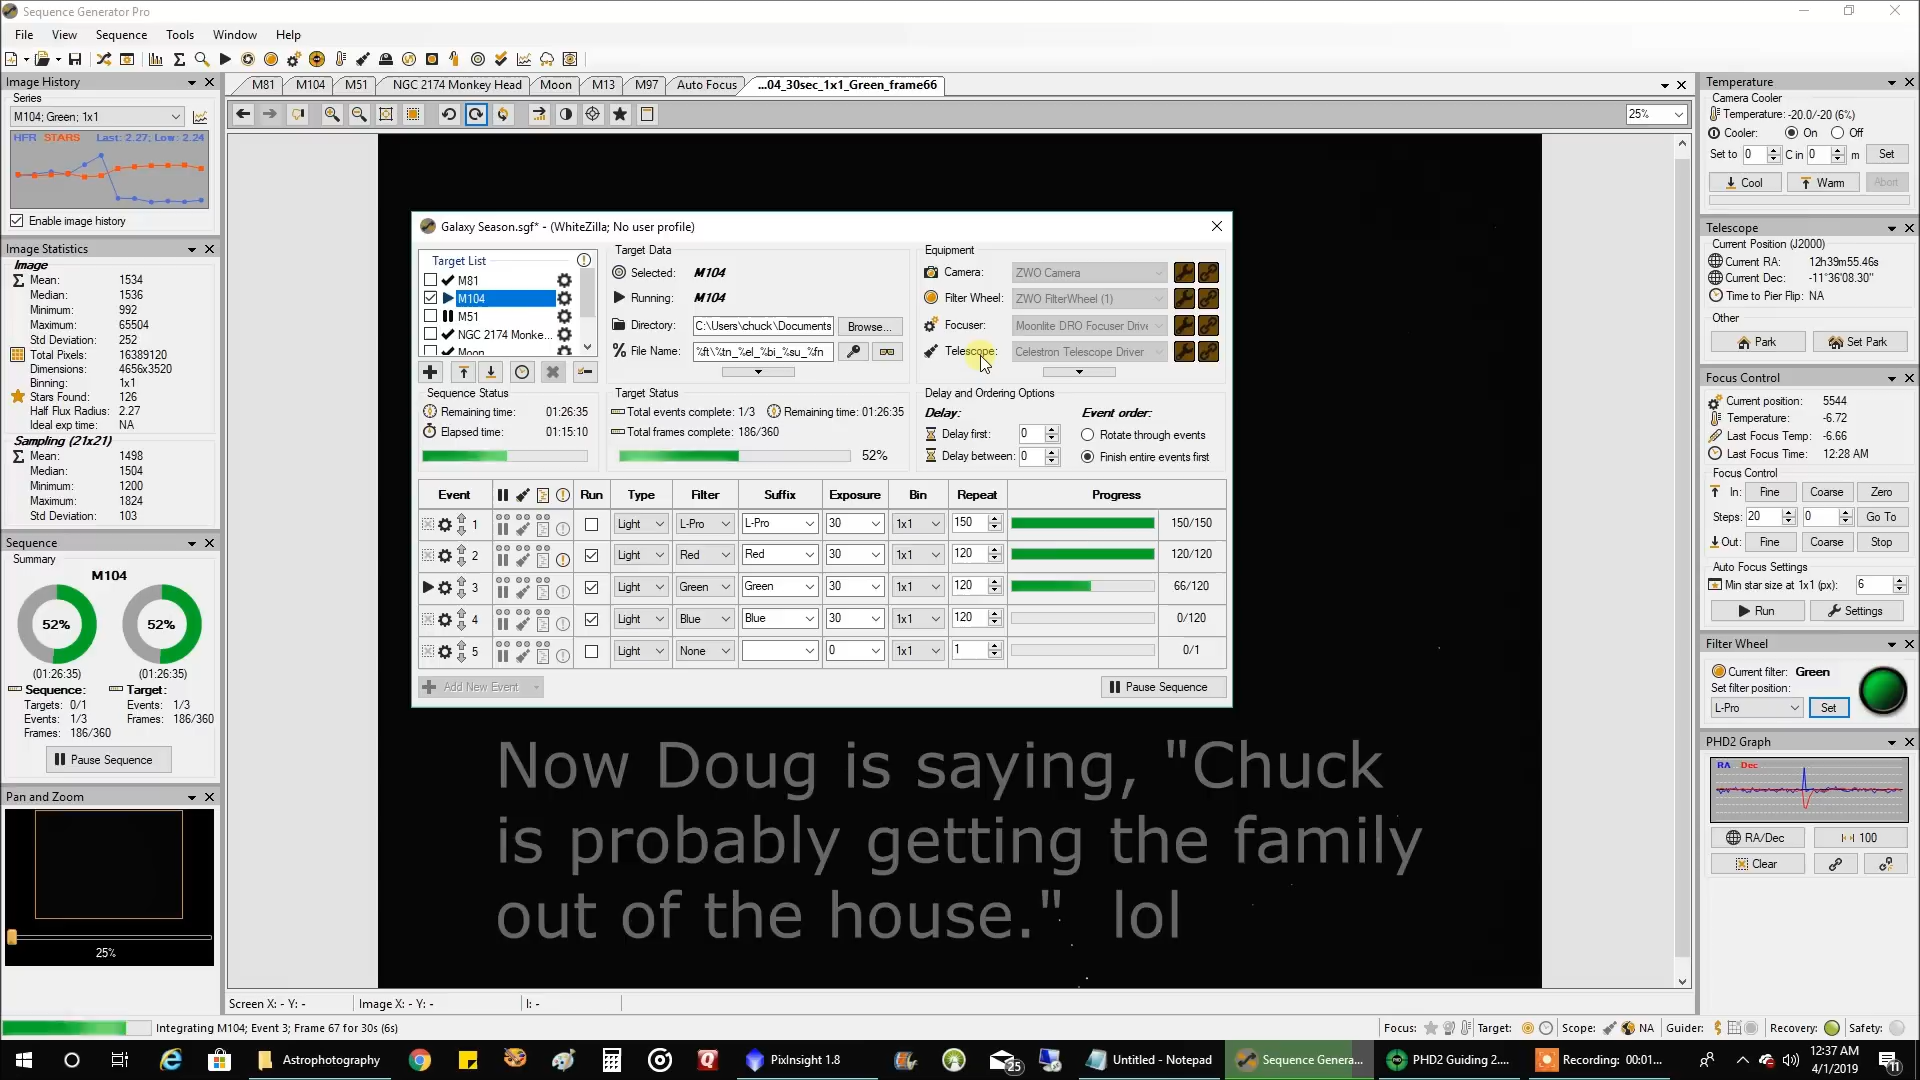 Sequence Generator Pro
File View Sequence Tools Window Help
Image History
Series
M104; Green; 1x1
HFR STARS Last: 2.27; Low: 2.24
Enable image history
Image Statistics
Image
Mean: 1534
Median: 1536
Minimum: 992
Maximum: 65504
Std Deviation: 252
Total Pixels: 16389120
Dimensions: 4656x3520
Binning: 1x1
Stars Found: 126
Half Flux Radius: 2.27
Ideal exp time: NA
Sampling (21x21)
Mean: 1498
Median: 1504
Minimum: 1200
Maximum: 1824
Std Deviation: 103
Sequence
Summary
M104
52% 52%
(01:26:35) (01:26:35)
Sequence: Target:
Targets: 0/1 Events: 1/3
Events: 1/3 Frames: 186/360
Frames: 186/360
Pause Sequence
Pan and Zoom
25%
M81 M104 M51 NGC 2174 Monkey Head Moon M13 M97 Auto Focus ...04_30sec_1x1_Green_frame66
25%
Galaxy Season.sgf* - (WhiteZilla; No user profile)
Target List
M81
M104
M51
NGC 2174 Monke...
Moon
Sequence Status
Remaining time: 01:26:35
Elapsed time: 01:15:10
Target Data
Selected: M104
Running: M104
Directory: C:\Users\chuck\Documents Browse...
File Name: %ft\%tn_%el_%bi_%su_%fn
Target Status
Total events complete: 1/3 Remaining time: 01:26:35
Total frames complete: 186/360
52%
Equipment
Camera: ZWO Camera
Filter Wheel: ZWO FilterWheel (1)
Focuser: Moonlite DRO Focuser Drive
Telescope: Celestron Telescope Driver
Delay and Ordering Options
Delay: Event order:
Delay first: 0 Rotate through events
Delay between: 0 Finish entire events first
Event Run Type Filter Suffix Exposure Bin Repeat Progress
1 Light L-Pro L-Pro 30 1x1 150 150/150
2 Light Red Red 30 1x1 120 120/120
3 Light Green Green 30 1x1 120 66/120
4 Light Blue Blue 30 1x1 120 0/120
5 Light None 0 1x1 1 0/1
Add New Event Pause Sequence
Now Doug is saying, "Chuck
is probably getting the family
out of the house." lol
Screen X: - Y: - Image X: - Y: - I: -
Temperature
Camera Cooler
Temperature: -20.0/-20 (6%)
Cooler: On Off
Set to 0 C in 0 m Set
Cool Warm Abort
Telescope
Current Position (J2000)
Current RA: 12h39m55.46s
Current Dec: -11°36'08.30"
Time to Pier Flip: NA
Other
Park Set Park
Focus Control
Current position: 5544
Temperature: -6.72
Last Focus Temp: -6.66
Last Focus Time: 12:28 AM
Focus Control
In: Fine Coarse Zero
Steps: 20 0 Go To
Out: Fine Coarse Stop
Auto Focus Settings
Min star size at 1x1 (px): 6
Run Settings
Filter Wheel
Current filter: Green
Set filter position:
L-Pro Set
PHD2 Graph
RA Dec
RA/Dec 100
Clear
Integrating M104; Event 3; Frame 67 for 30s (6s)
Focus: Target: Scope: NA Guider: Recovery: Safety:
Astrophotography PixInsight 1.8 25 Untitled - Notepad Sequence Genera... PHD2 Guiding 2.... Recording: 00:01... 12:37 AM
4/1/2019
11